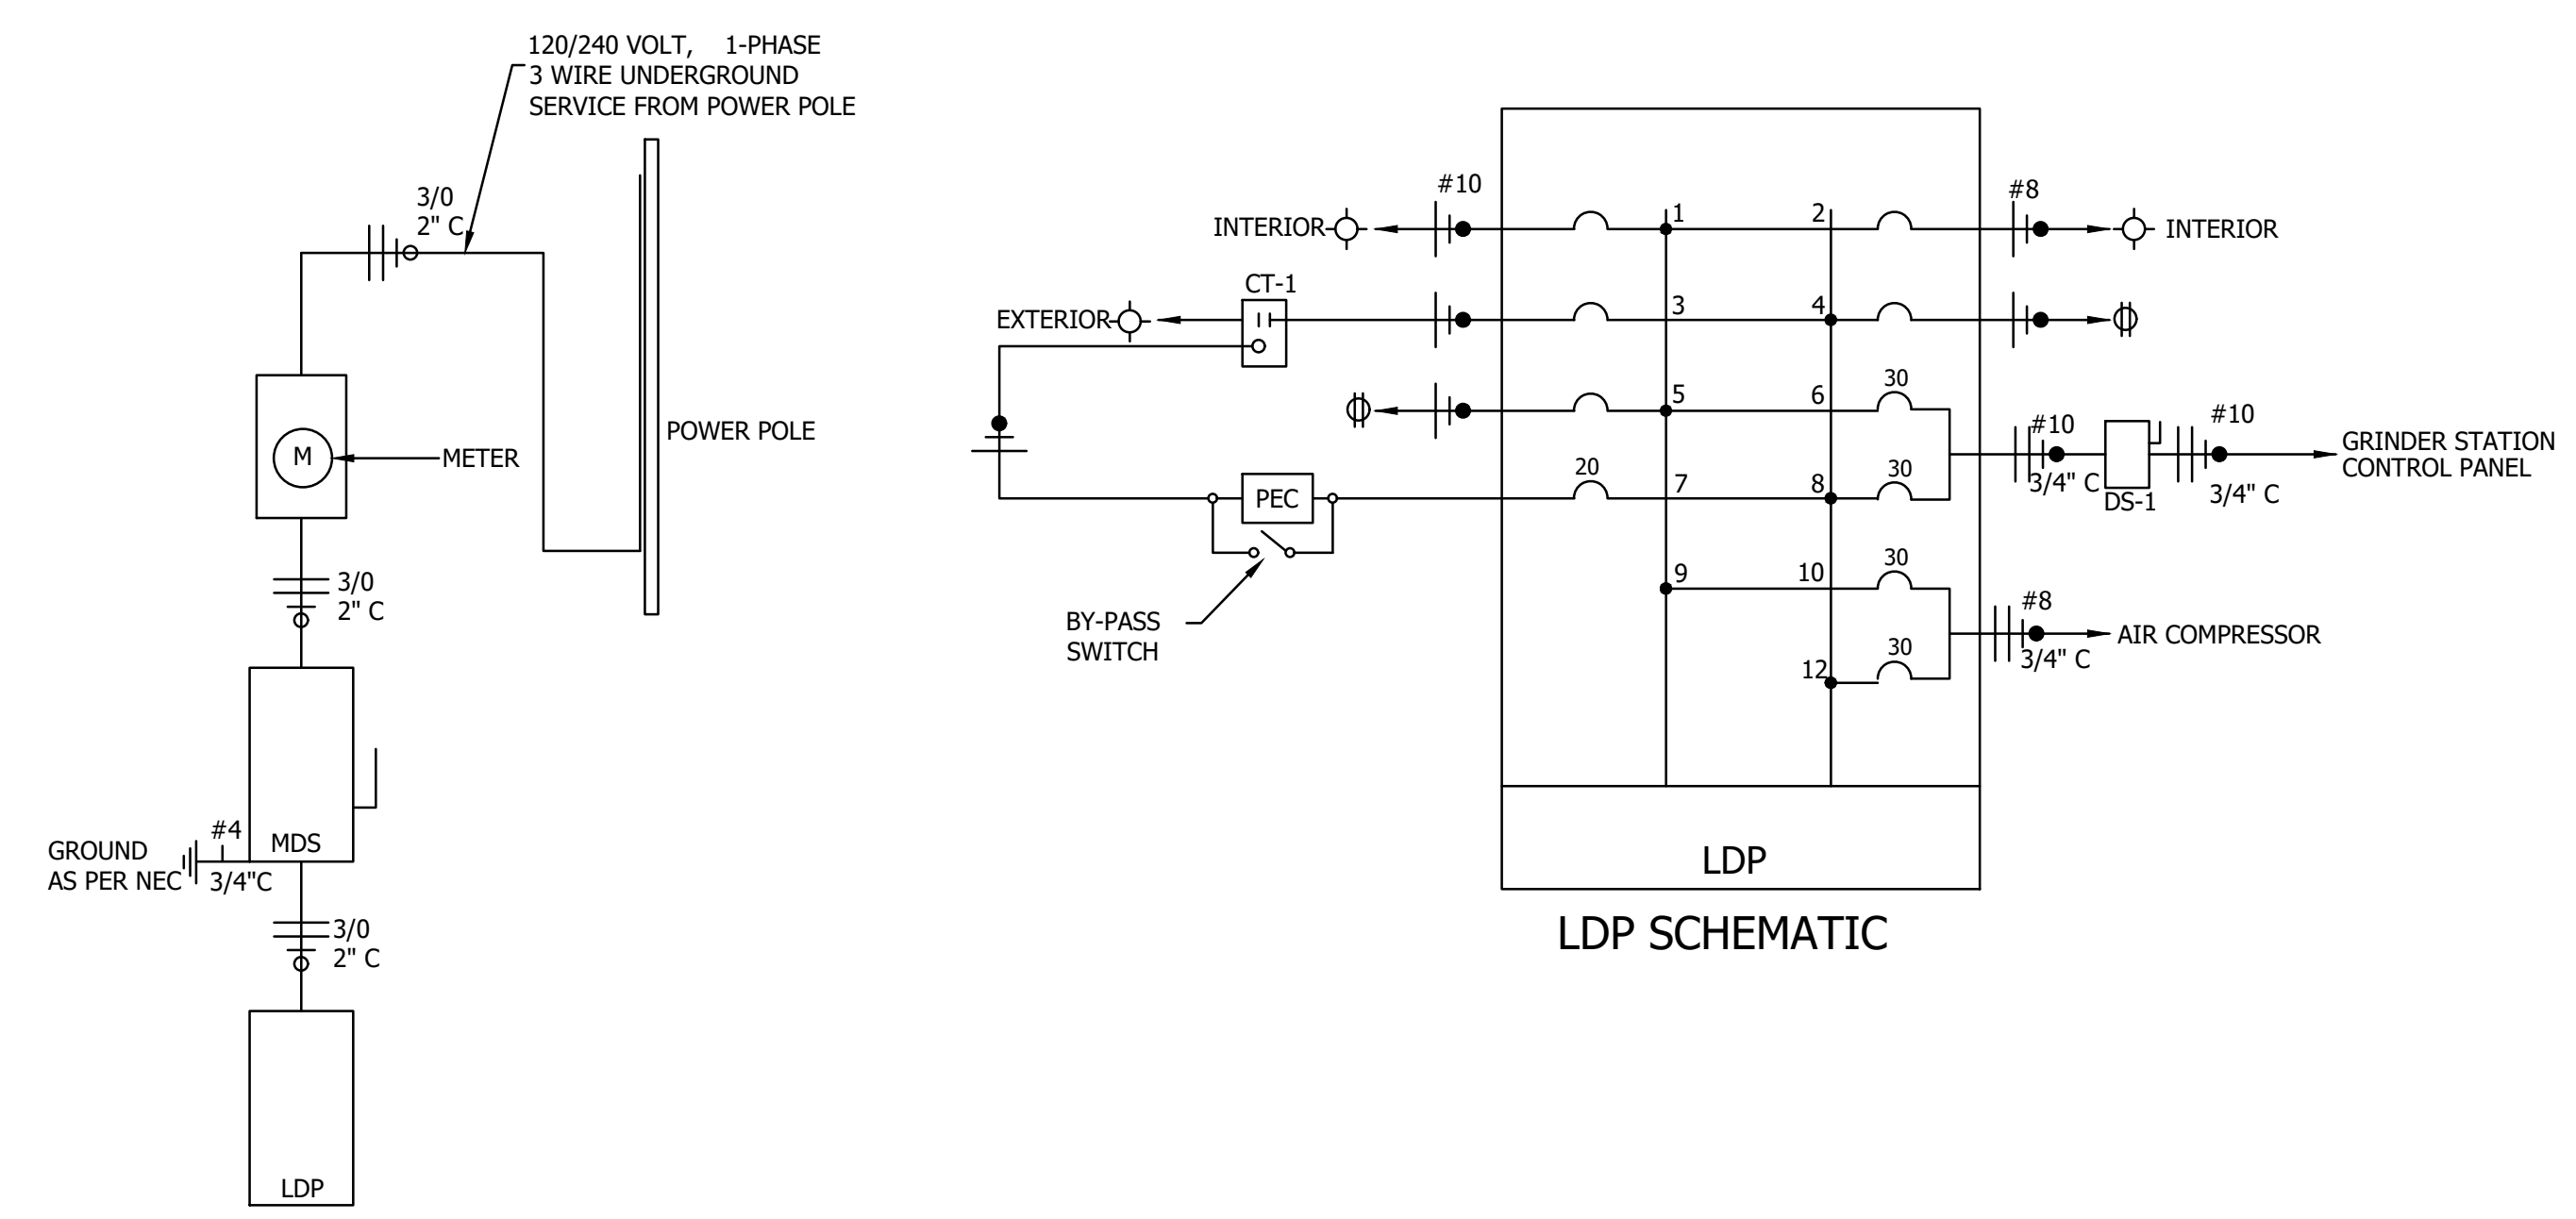 120/240 VOLT, 1-PHASE
3 WIRE UNDERGROUND
SERVICE FROM POWER POLE
3/0
2" C
POWER POLE
M
METER
3/0
2" C
MDS
#4
GROUND
AS PER NEC
3/4"C
3/0
2" C
LDP
#10
INTERIOR
1
2
#8
INTERIOR
CT-1
EXTERIOR
3
4
5
6
30
20
PEC
7
8
30
#10
3/4" C
DS-1
#10
3/4" C
GRINDER STATION
CONTROL PANEL
BY-PASS
SWITCH
9
10
30
12
30
#8
3/4" C
AIR COMPRESSOR
LDP
LDP SCHEMATIC